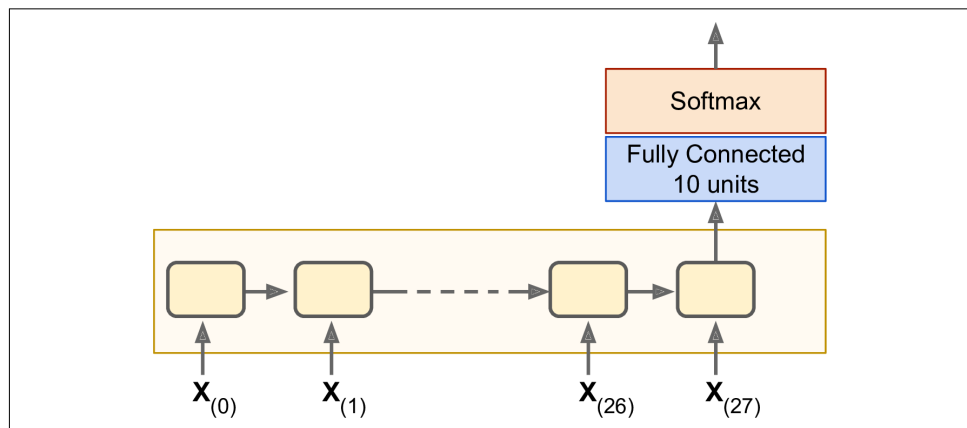 Softmax
Fully Connected
10 units
X(0) X(1) X(26) X(27)